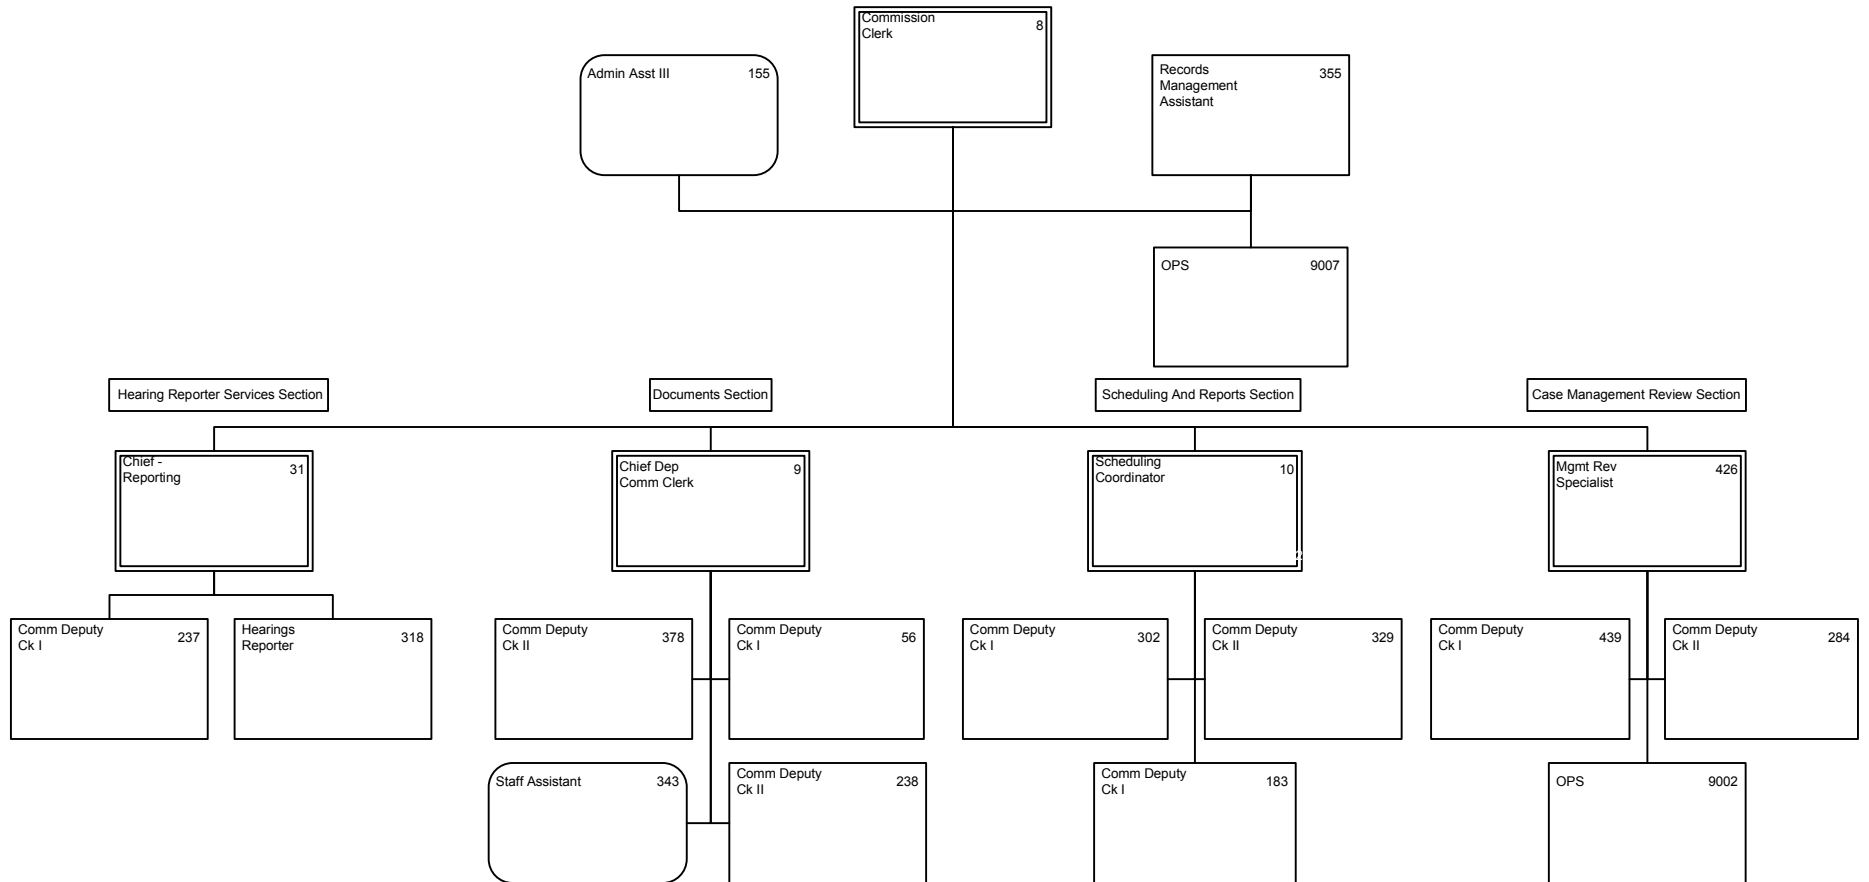 Commission
Clerk
8
Admin Asst III 155
Records
Management
Assistant
355
OPS 9007
Hearing Reporter Services Section
Documents Section
Scheduling And Reports Section
Case Management Review Section
Chief -
Reporting
31
Chief Dep
Comm Clerk
9
Scheduling
Coordinator
10
Mgmt Rev
Specialist
426
Comm Deputy
Ck I
237
Hearings
Reporter
318
Comm Deputy
Ck II
378
Comm Deputy
Ck I
56
Comm Deputy
Ck I
302
Comm Deputy
Ck II
329
Comm Deputy
Ck I
439
Comm Deputy
Ck II
284
Staff Assistant 343
Comm Deputy
Ck II
238
Comm Deputy
Ck I
183
OPS 9002